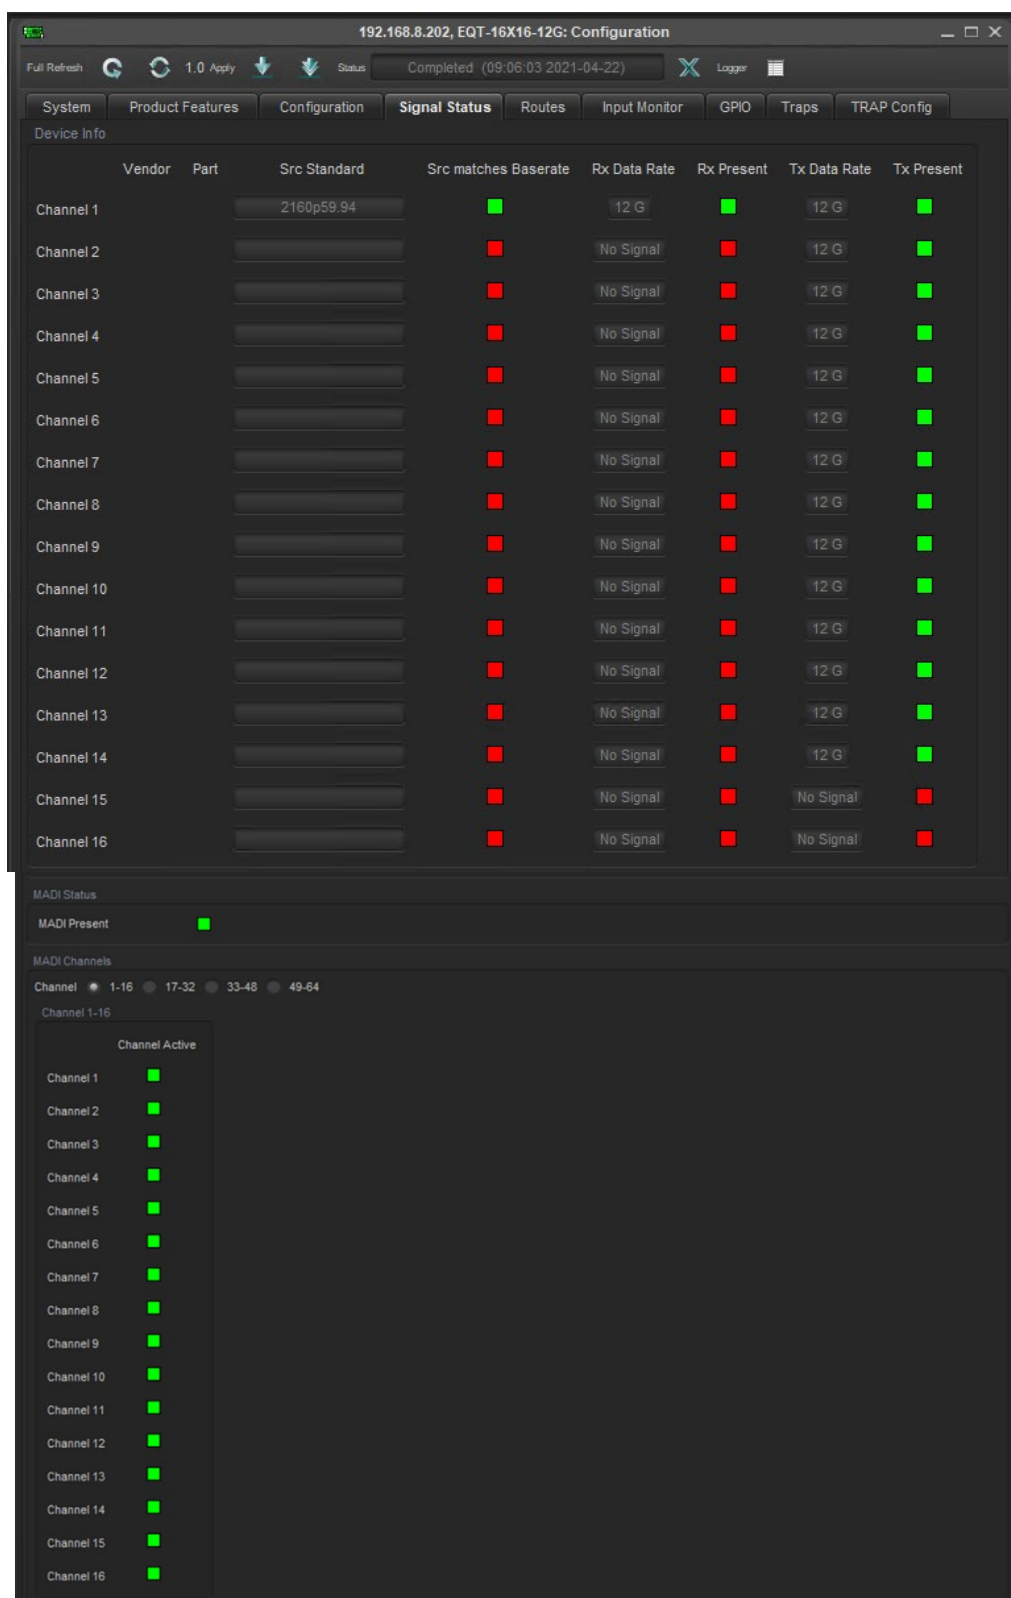 192.168.8.202, EQT-16X16-12G: Configuration
Full Refresh 1.0 Apply Status Completed (09:06:03 2021-04-22) Logger
System Product Features Configuration Signal Status Routes Input Monitor GPIO Traps TRAP Config
Device Info
Vendor Part Src Standard Src matches Baserate Rx Data Rate Rx Present Tx Data Rate Tx Present
Channel 1 2160p59.94 12 G 12 G
Channel 2 No Signal 12 G
Channel 3 No Signal 12 G
Channel 4 No Signal 12 G
Channel 5 No Signal 12 G
Channel 6 No Signal 12 G
Channel 7 No Signal 12 G
Channel 8 No Signal 12 G
Channel 9 No Signal 12 G
Channel 10 No Signal 12 G
Channel 11 No Signal 12 G
Channel 12 No Signal 12 G
Channel 13 No Signal 12 G
Channel 14 No Signal 12 G
Channel 15 No Signal No Signal
Channel 16 No Signal No Signal
MADI Status
MADI Present
MADI Channels
Channel 1-16 17-32 33-48 49-64
Channel 1-16
Channel Active
Channel 1
Channel 2
Channel 3
Channel 4
Channel 5
Channel 6
Channel 7
Channel 8
Channel 9
Channel 10
Channel 11
Channel 12
Channel 13
Channel 14
Channel 15
Channel 16